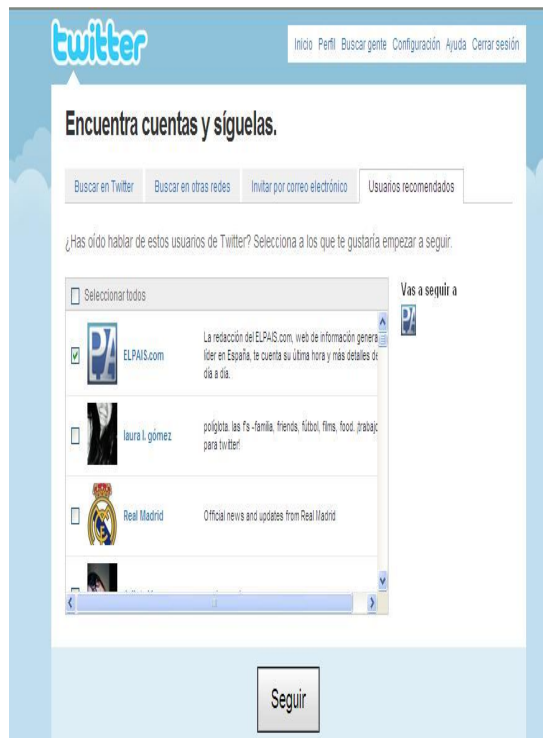 twitter
Inicio Perfil Buscar gente Configuración Ayuda Cerrar sesión
Encuentra cuentas y síguelas.
Buscar en Twitter Buscar en otras redes Invitar por correo electrónico Usuarios recomendados
¿Has oído hablar de estos usuarios de Twitter? Selecciona a los que te gustaría empezar a seguir.
Seleccionar todos
Vas a seguir a
ELPAIS.com
La redacción del ELPAIS.com, web de información genera
líder en España, te cuenta su última hora y más detalles de
día a día.
laura I. gómez
políglota. las f's -familia, friends, fútbol, films, food. ¡trabajo
para twitter!
Real Madrid
Official news and updates from Real Madrid
Seguir